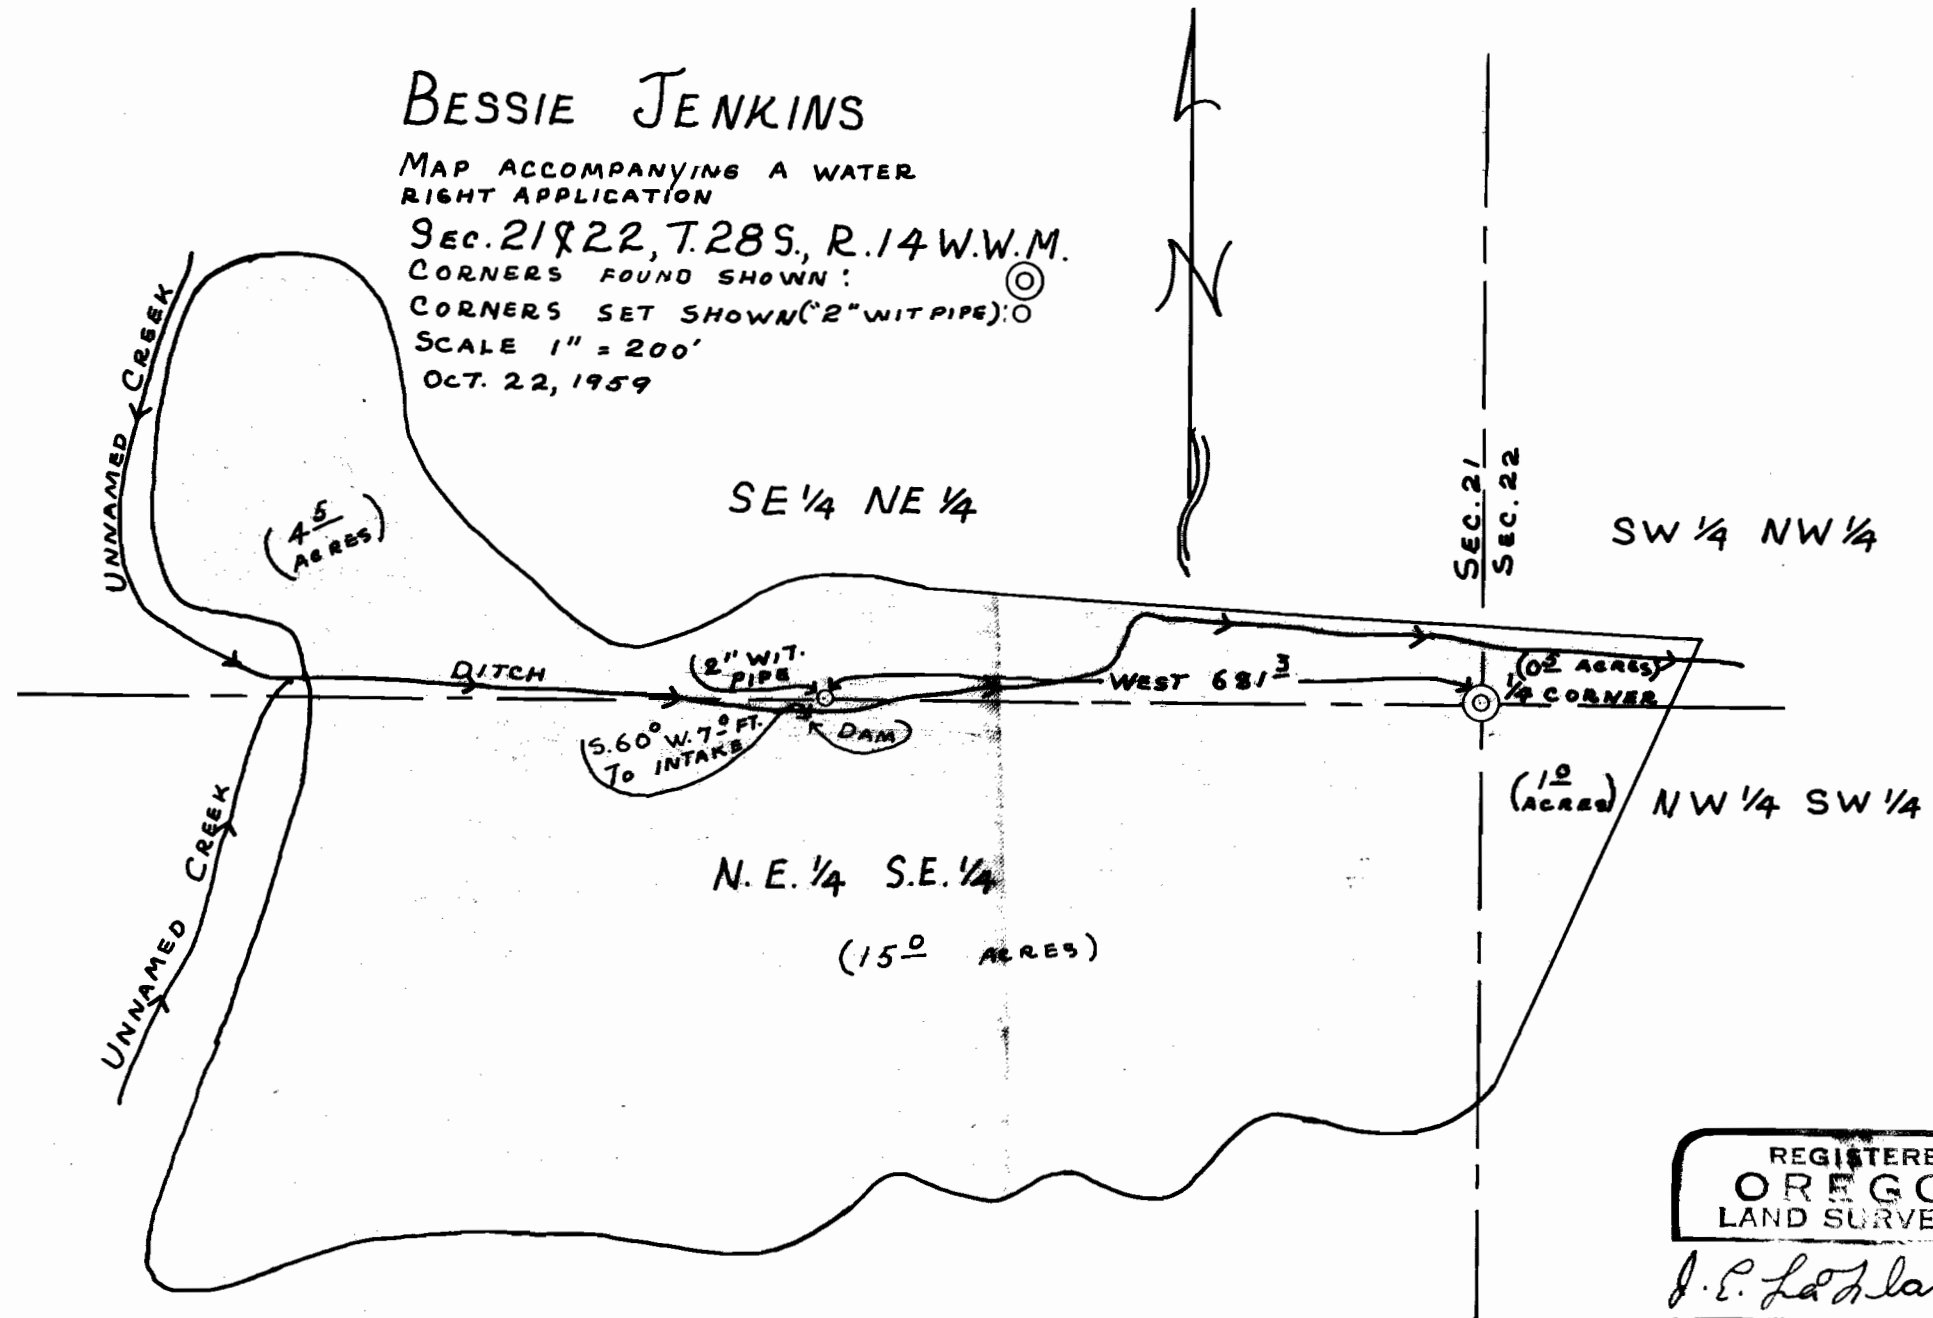 BESSIE JENKINS
MAP ACCOMPANYING A WATER
RIGHT APPLICATION
SEC. 21 & 22, T. 28 S., R. 14 W. W. M.
CORNERS FOUND SHOWN:
CORNERS SET SHOWN ("2" WIT PIPE):
SCALE 1" = 200'
OCT. 22, 1959
N
UNNAMED CREEK
(4 5
ACRES)
SE 1/4 NE 1/4
SEC. 21
SEC. 22
SW 1/4 NW 1/4
DITCH
(2" WIT.
PIPE
WEST 681 3
(0 5 ACRES)
1/4 CORNER
S. 60° W. 7 0 FT.
TO INTAKE
DAM
(1 0
ACRES)
NW 1/4 SW 1/4
UNNAMED CREEK
N. E. 1/4 S.E. 1/4
(15 0 ACRES)
REGISTERE
OREGO
LAND SURVE
J. E.